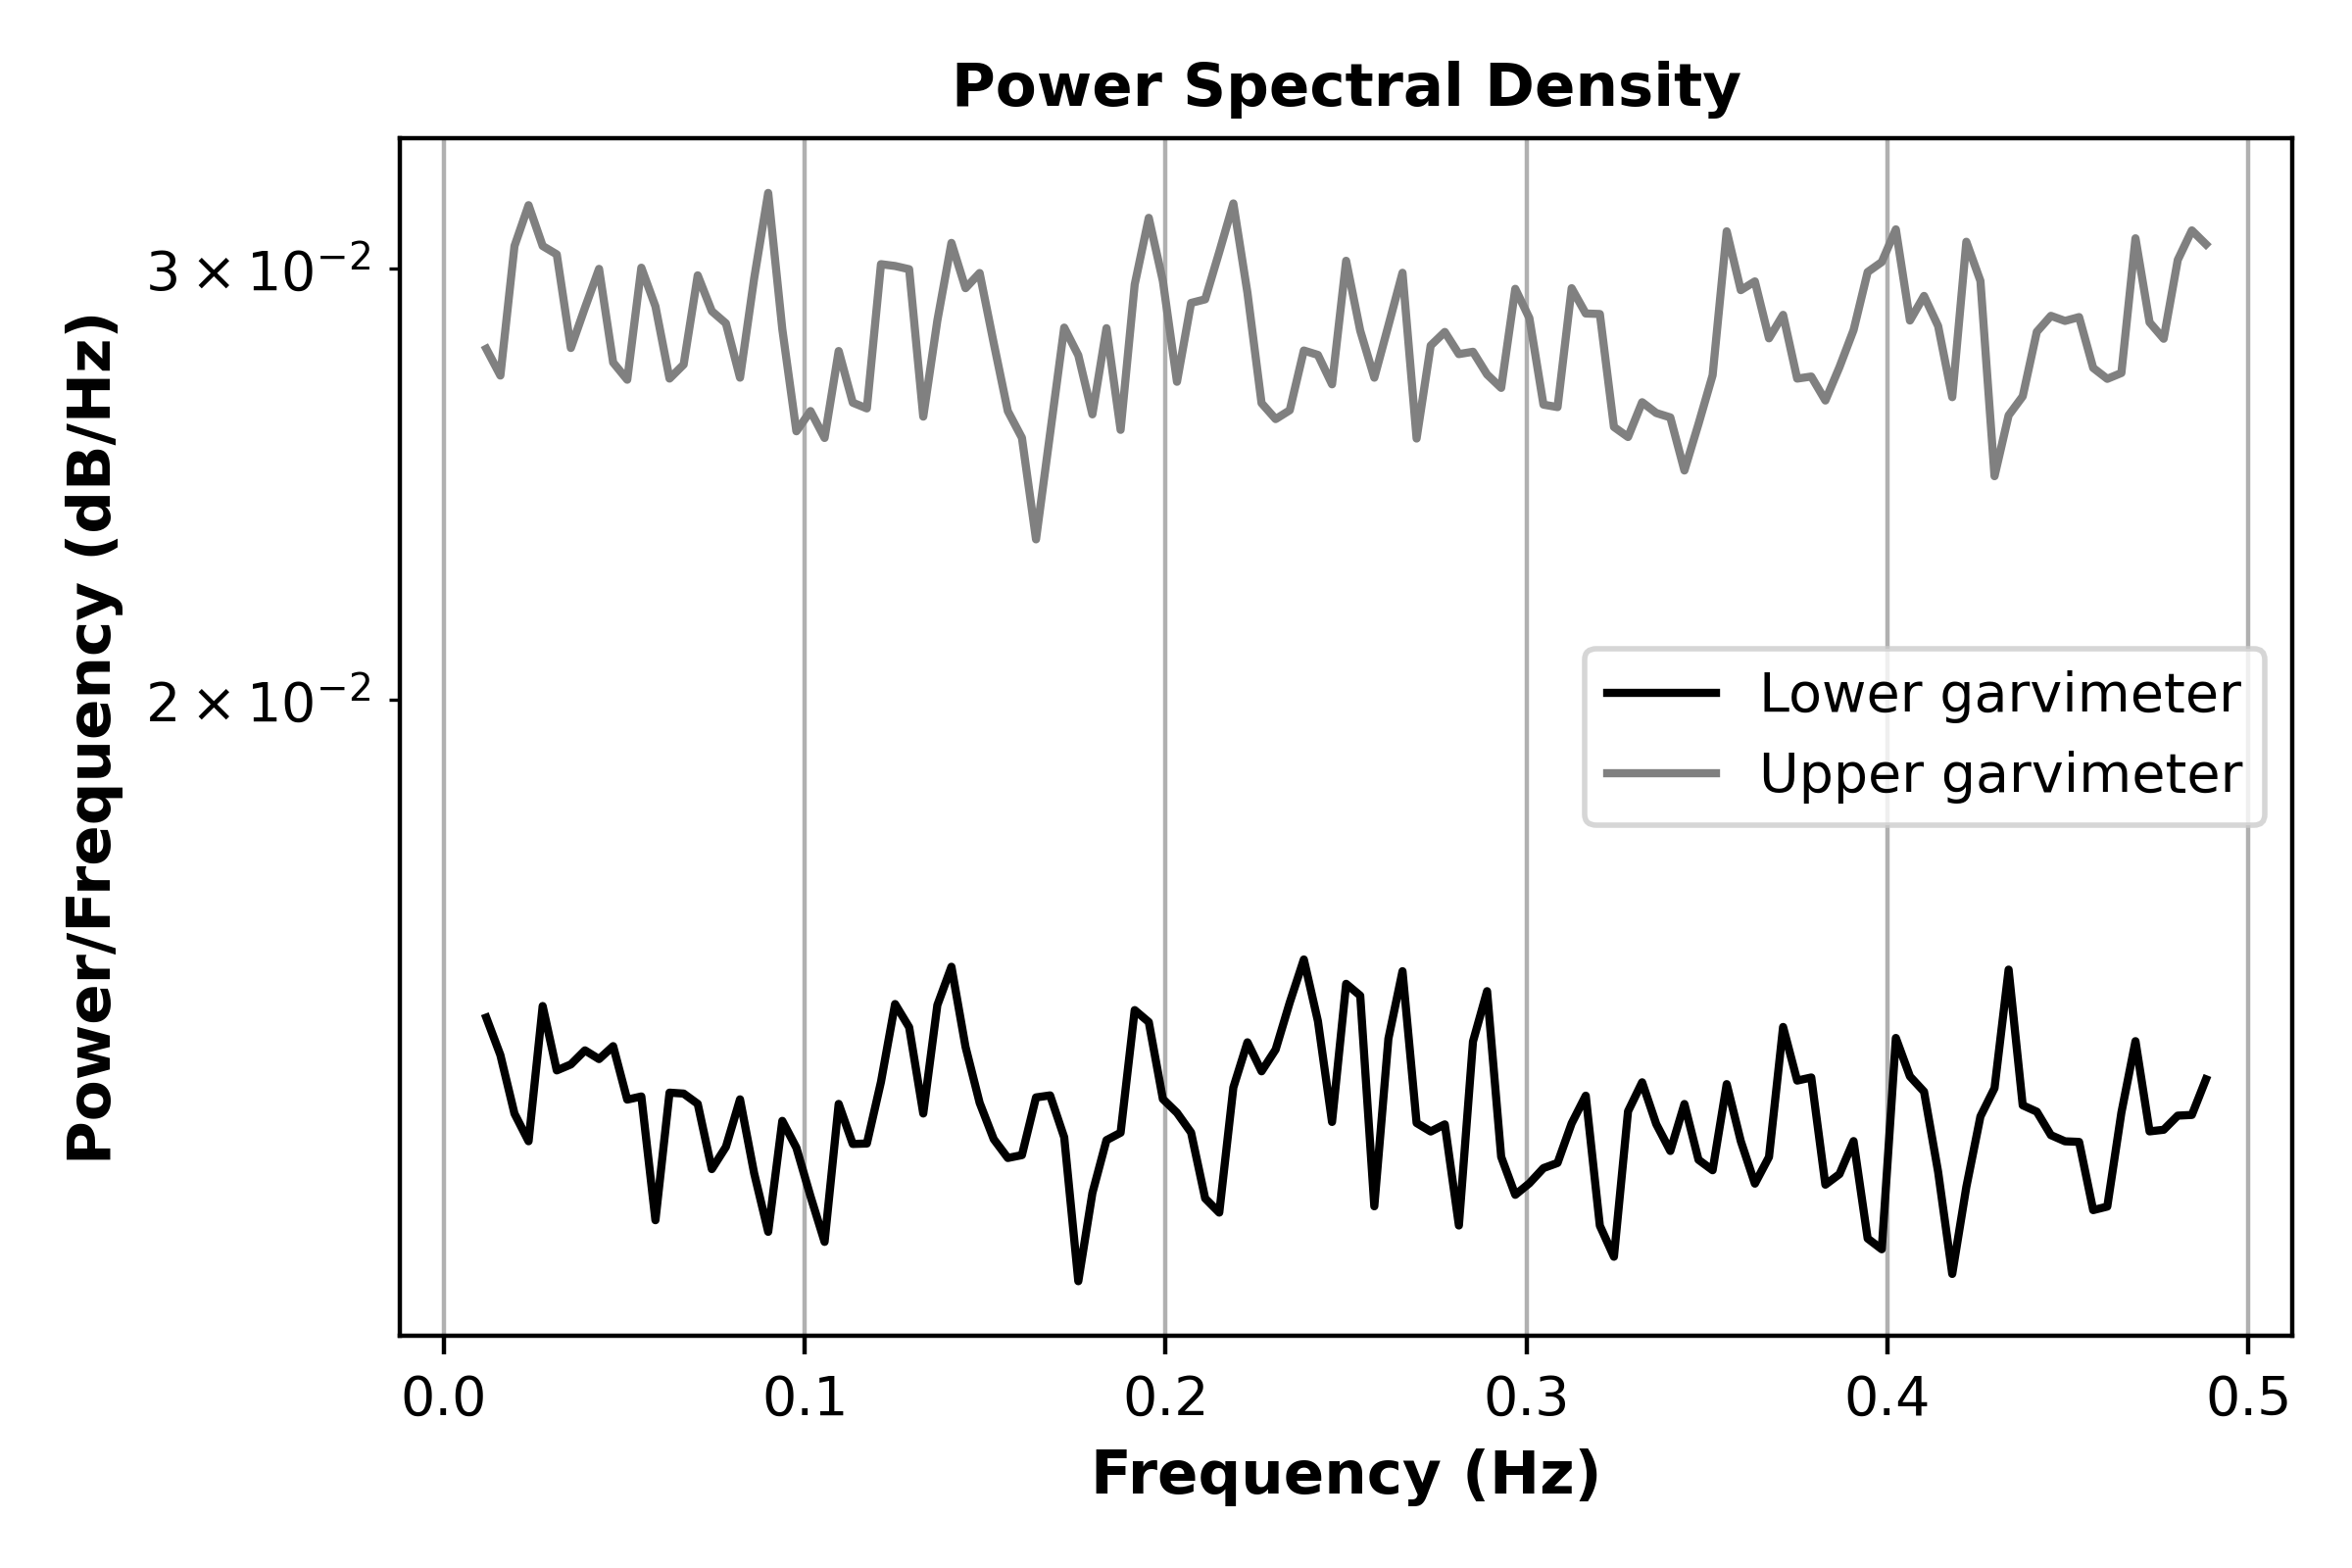 Power Spectral Density
Power/Frequency (dB/Hz)
3 × 10⁻²
2 × 10⁻²
Lower garvimeter
Upper garvimeter
0.0 0.1 0.2 0.3 0.4 0.5
Frequency (Hz)